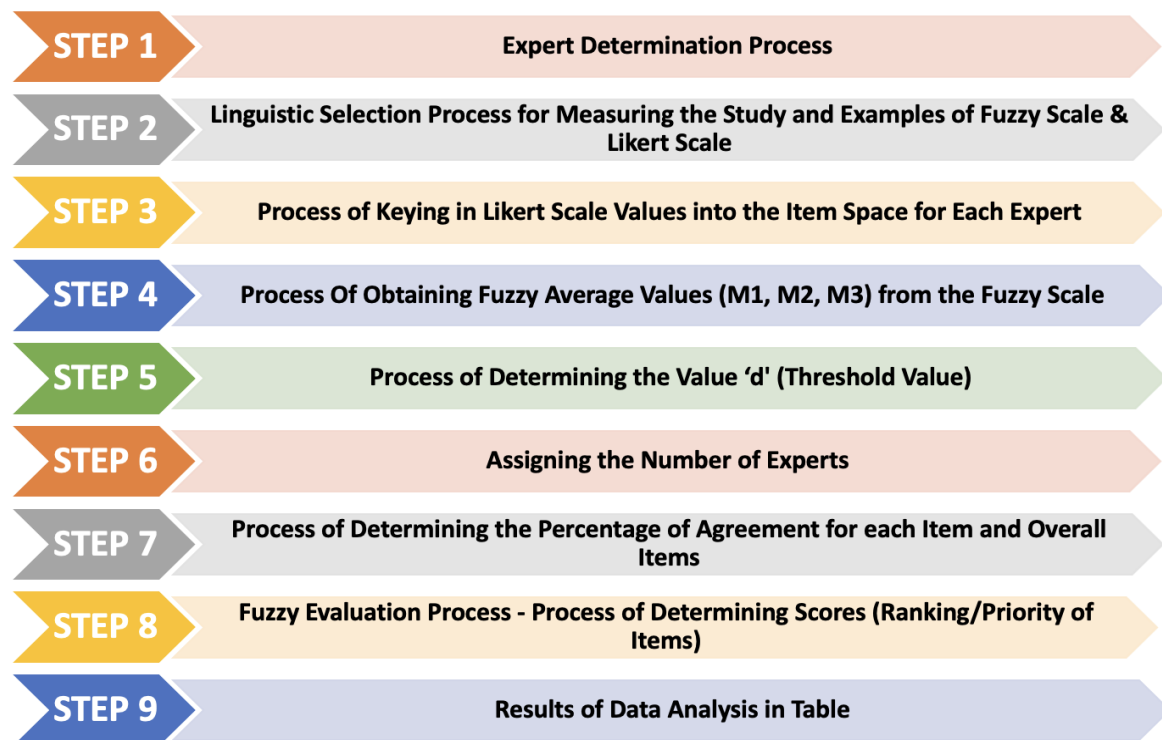 STEP 1
Expert Determination Process
STEP 2
Linguistic Selection Process for Measuring the Study and Examples of Fuzzy Scale &
Likert Scale
STEP 3
Process of Keying in Likert Scale Values into the Item Space for Each Expert
STEP 4
Process Of Obtaining Fuzzy Average Values (M1, M2, M3) from the Fuzzy Scale
STEP 5
Process of Determining the Value ‘d' (Threshold Value)
STEP 6
Assigning the Number of Experts
STEP 7
Process of Determining the Percentage of Agreement for each Item and Overall
Items
STEP 8
Fuzzy Evaluation Process - Process of Determining Scores (Ranking/Priority of
Items)
STEP 9
Results of Data Analysis in Table